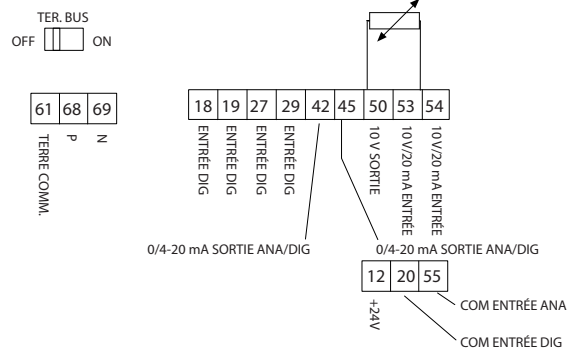 TER. BUS
OFF ON
61 68 69
TERRE COMM.
P
N
18 19 27 29 42 45 50 53 54
ENTRÉE DIG
ENTRÉE DIG
ENTRÉE DIG
ENTRÉE DIG
10 V SORTIE
10 V/20 mA ENTRÉE
10 V/20 mA ENTRÉE
0/4-20 mA SORTIE ANA/DIG
0/4-20 mA SORTIE ANA/DIG
12 20 55
+24V
COM ENTRÉE ANA
COM ENTRÉE DIG